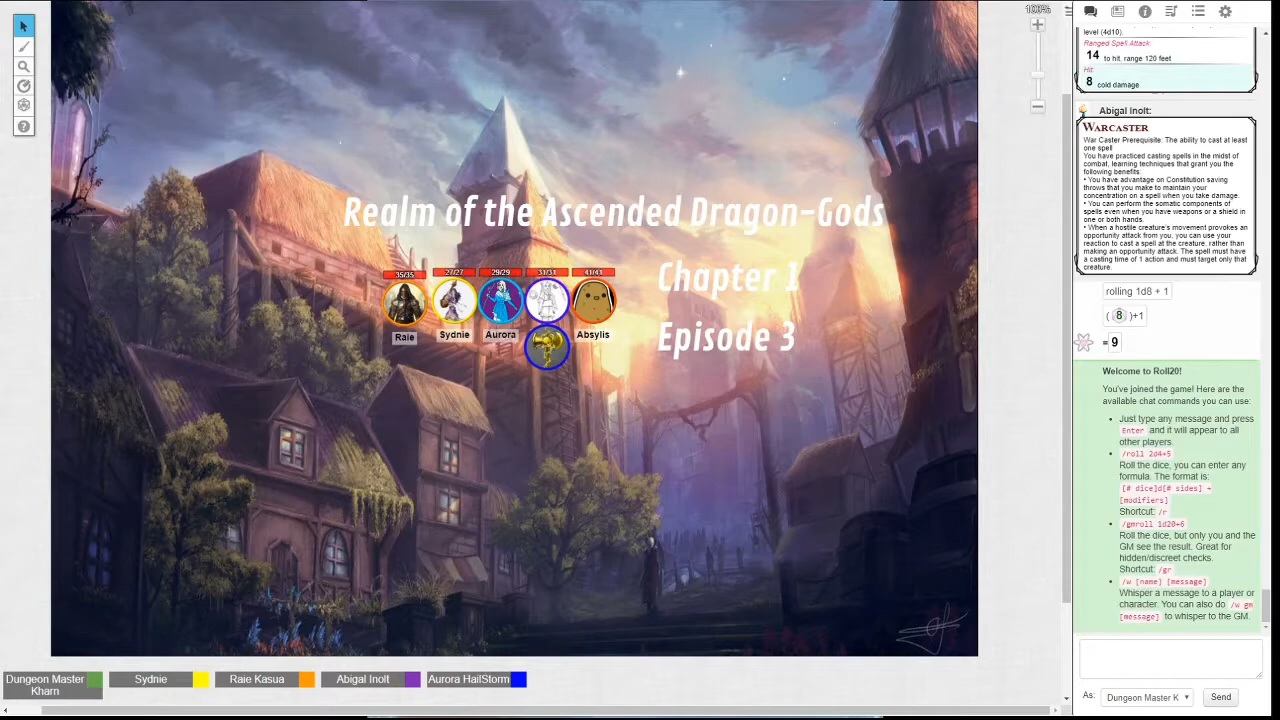 100%
level (4d10).
Ranged Spell Attack:
14 to hit, range 120 feet
Hit:
8 cold damage
Abigal Inolt:
WARCASTER
War Caster Prerequisite: The ability to cast at least
one spell
You have practiced casting spells in the midst of
combat, learning techniques that grant you the
following benefits:
• You have advantage on Constitution saving
throws that you make to maintain your
concentration on a spell when you take damage.
• You can perform the somatic components of
spells even when you have weapons or a shield in
one or both hands.
• When a hostile creature's movement provokes an
opportunity attack from you, you can use your
reaction to cast a spell at the creature, rather than
making an opportunity attack. The spell must have
a casting time of 1 action and must target only that
creature.
rolling 1d8 + 1
( 8 )+1
= 9
Welcome to Roll20!
You've joined the game! Here are the
available chat commands you can use:
• Just type any message and press
Enter and it will appear to all
other players.
• /roll 2d4+5
Roll the dice, you can enter any
formula. The format is:
[# dice]d[# sides] +
[modifiers]
Shortcut: /r
• /gmroll 1d20+6
Roll the dice, but only you and the
GM see the result. Great for
hidden/discreet checks.
Shortcut: /gr
• /w [name] [message]
Whisper a message to a player or
character. You can also do /w gm
[message] to whisper to the GM.
As: Dungeon Master K Send
Realm of the Ascended Dragon-Gods
Chapter 1
Episode 3
35/35 27/27 29/29 31/31 41/41
Raie Sydnie Aurora Absylis
Dungeon Master
Kharn
Sydnie
Raie Kasua
Abigal Inolt
Aurora HailStorm